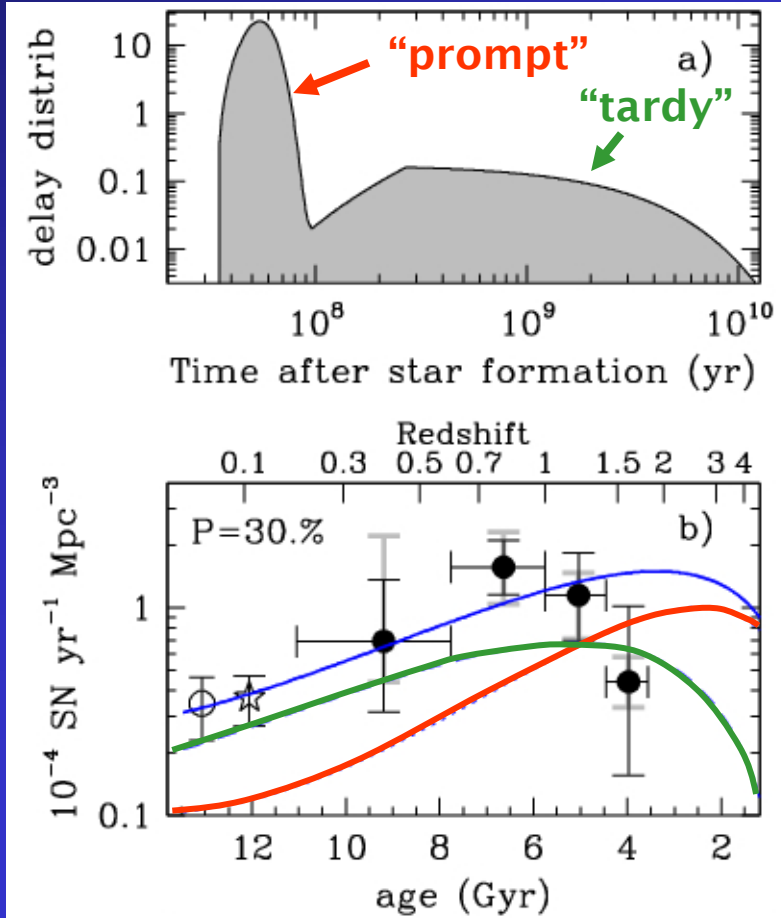 “prompt”
a)
“tardy”
delay distrib
10
1
0.1
0.01
10⁸ 10⁹ 10¹⁰
Time after star formation (yr)
Redshift
0.1 0.3 0.5 0.7 1 1.5 2 3 4
P=30.%
b)
10⁻⁴ SN yr⁻¹ Mpc⁻³
1
0.1
12 10 8 6 4 2
age (Gyr)